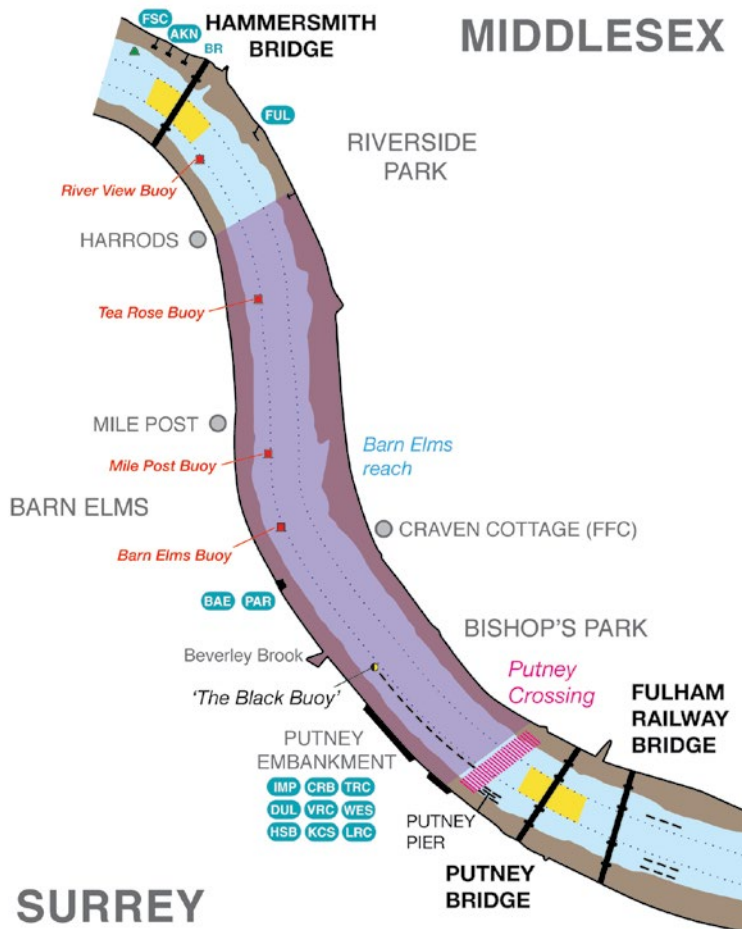 FSC
AKN
BR
HAMMERSMITH
BRIDGE
MIDDLESEX
FUL
RIVERSIDE
PARK
River View Buoy
HARRODS
Tea Rose Buoy
MILE POST
Barn Elms
reach
Mile Post Buoy
BARN ELMS
CRAVEN COTTAGE (FFC)
Barn Elms Buoy
BAE PAR
BISHOP'S PARK
Beverley Brook
Putney
Crossing
'The Black Buoy'
FULHAM
RAILWAY
BRIDGE
PUTNEY
EMBANKMENT
IMP CRB TRC
DUL VRC WES
HSB KCS LRC
PUTNEY
PIER
PUTNEY
BRIDGE
SURREY